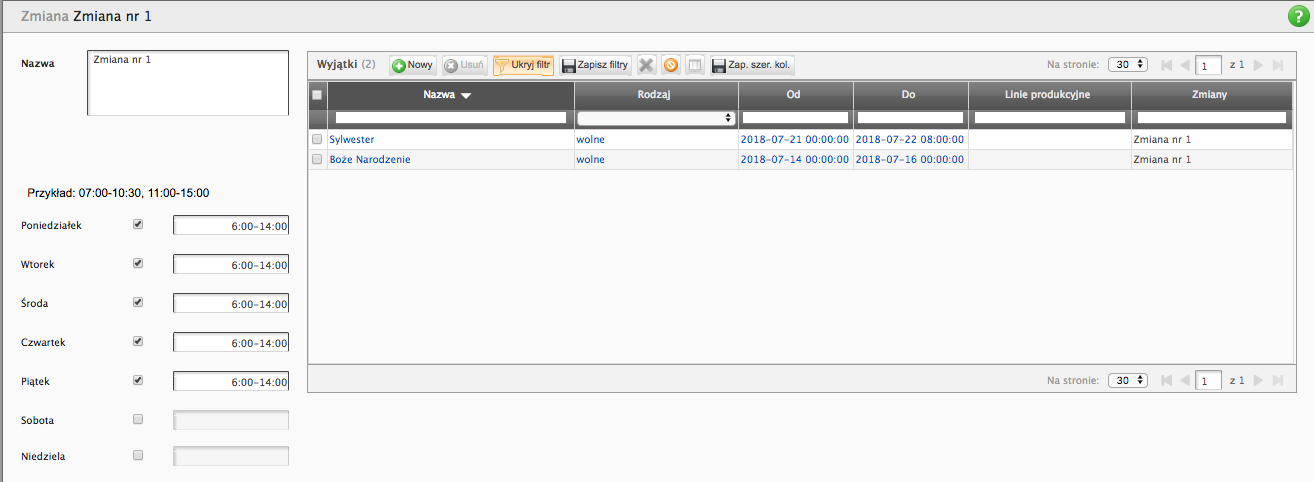 Zmiana Zmiana nr 1
?
Nazwa
Zmiana nr 1
Przykład: 07:00-10:30, 11:00-15:00
Poniedziałek 6:00-14:00
Wtorek 6:00-14:00
Środa 6:00-14:00
Czwartek 6:00-14:00
Piątek 6:00-14:00
Sobota
Niedziela
Wyjątki (2) Nowy Usuń Ukryj filtr Zapisz filtry Zap. szer. kol. Na stronie: 30 1 z 1
Nazwa Rodzaj Od Do Linie produkcyjne Zmiany
Sylwester wolne 2018-07-21 00:00:00 2018-07-22 08:00:00 Zmiana nr 1
Boże Narodzenie wolne 2018-07-14 00:00:00 2018-07-16 00:00:00 Zmiana nr 1
Na stronie: 30 1 z 1